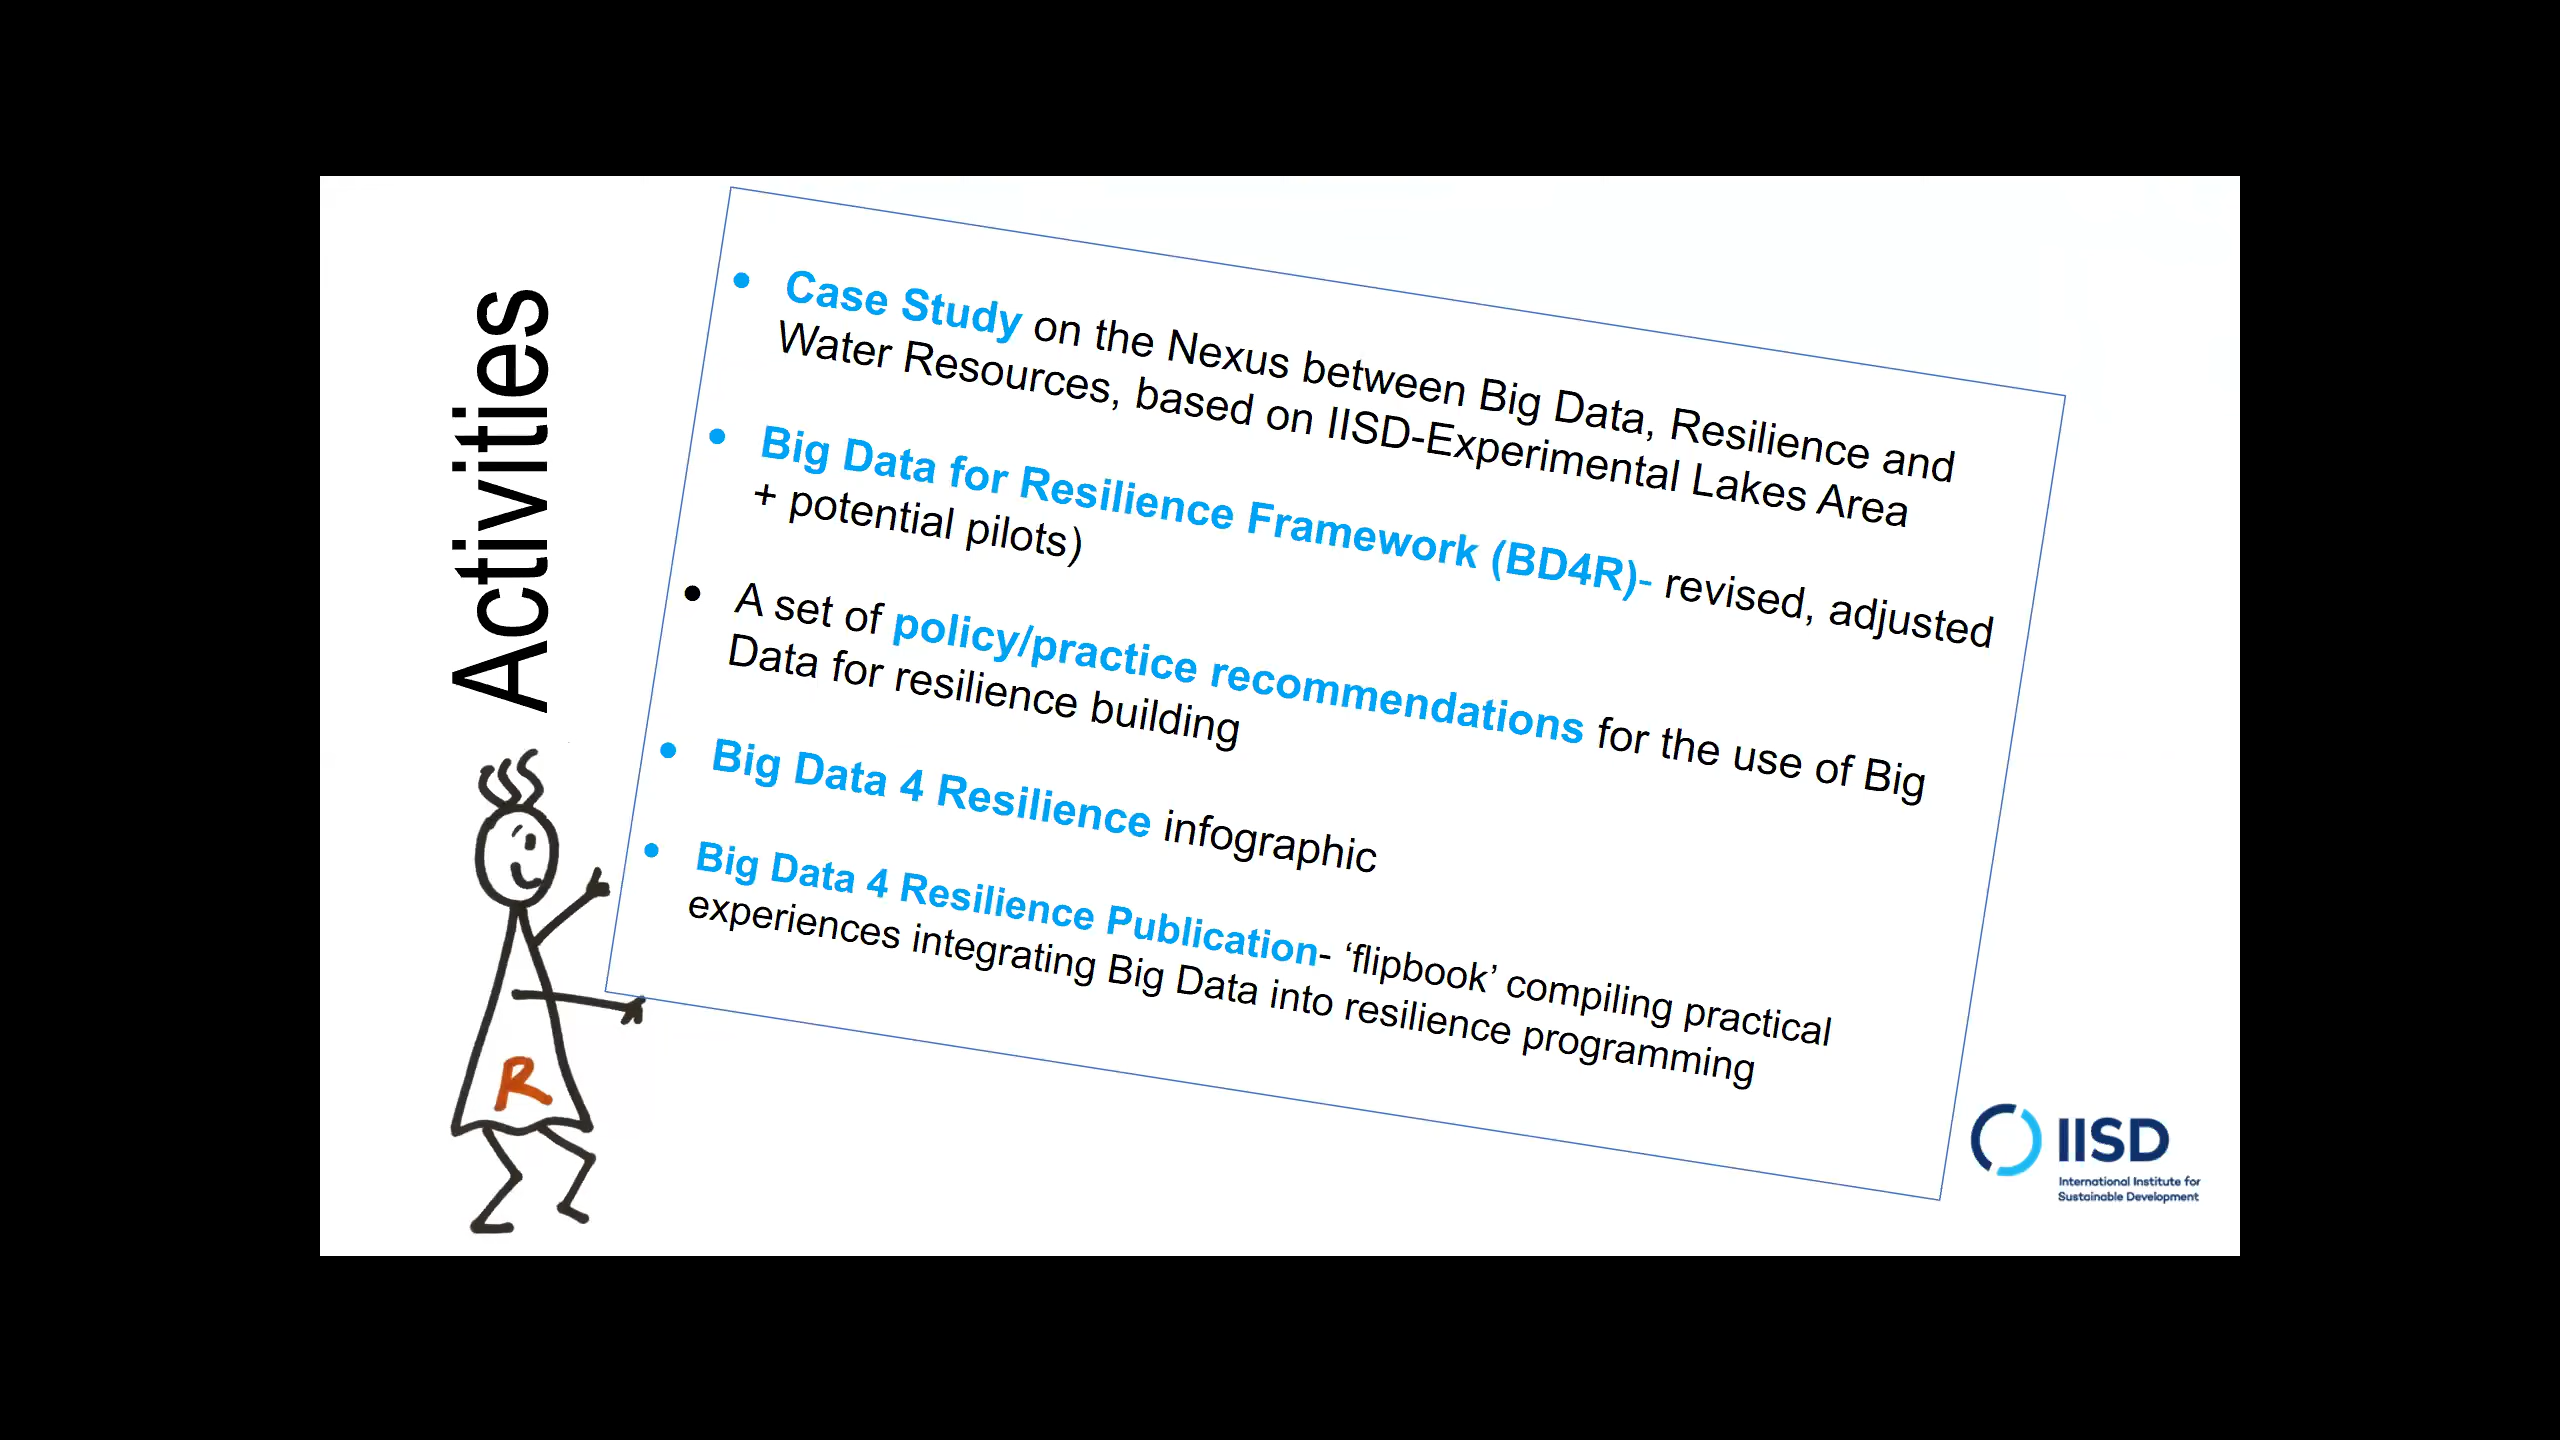 Activities
• Case Study on the Nexus between Big Data, Resilience and
Water Resources, based on IISD-Experimental Lakes Area
• Big Data for Resilience Framework (BD4R)- revised, adjusted
+ potential pilots)
• A set of policy/practice recommendations for the use of Big
Data for resilience building
• Big Data 4 Resilience infographic
• Big Data 4 Resilience Publication- ‘flipbook’ compiling practical
experiences integrating Big Data into resilience programming
R
IISD
International Institute for
Sustainable Development